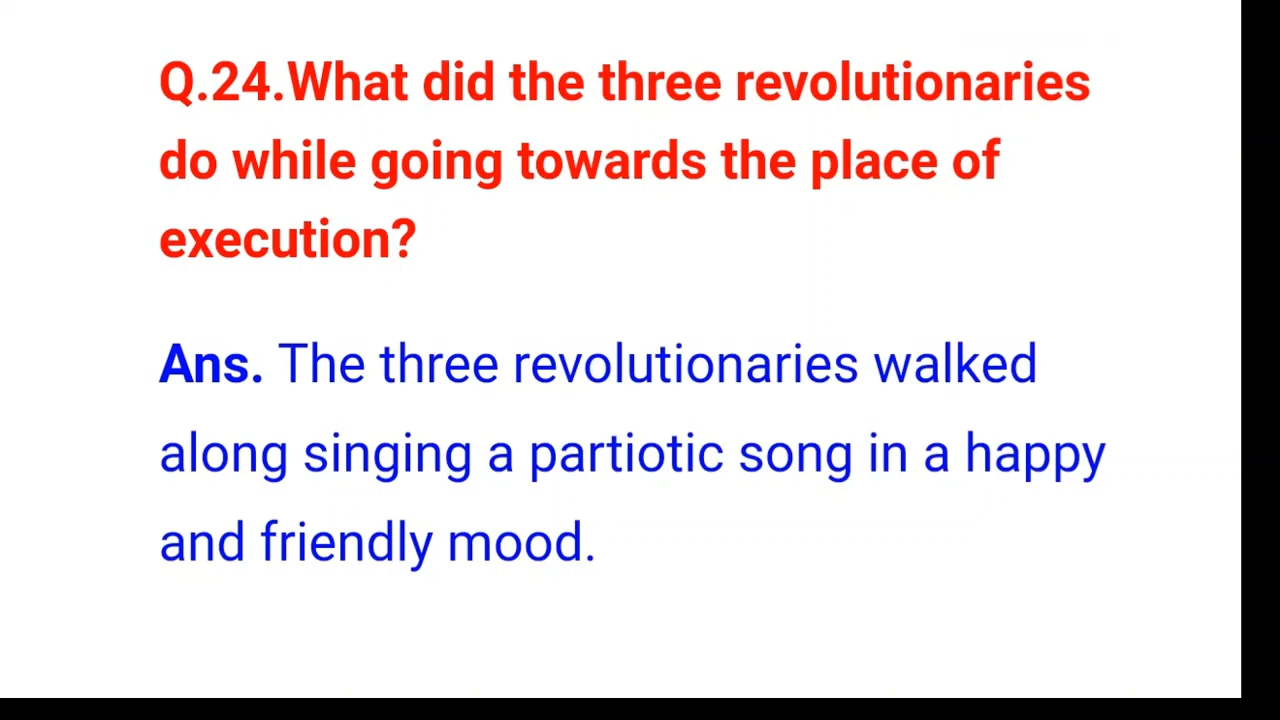 Q.24.What did the three revolutionaries
do while going towards the place of
execution?
Ans. The three revolutionaries walked
along singing a partiotic song in a happy
and friendly mood.